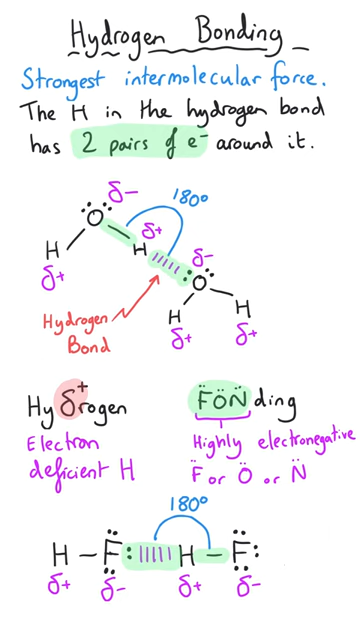 Hydrogen Bonding
Strongest intermolecular force.
The H in the hydrogen bond
has 2 pairs of e⁻ around it.
δ− 180°
O
δ+
H H δ−
δ+ O
Hydrogen H H
Bond δ+ δ+
Hyδ⁺rogen F̈ÖN̈ding
Electron Highly electronegative
deficient H F̈ or Ö or N̈
180°
H – F: H – F:
δ+ δ− δ+ δ−